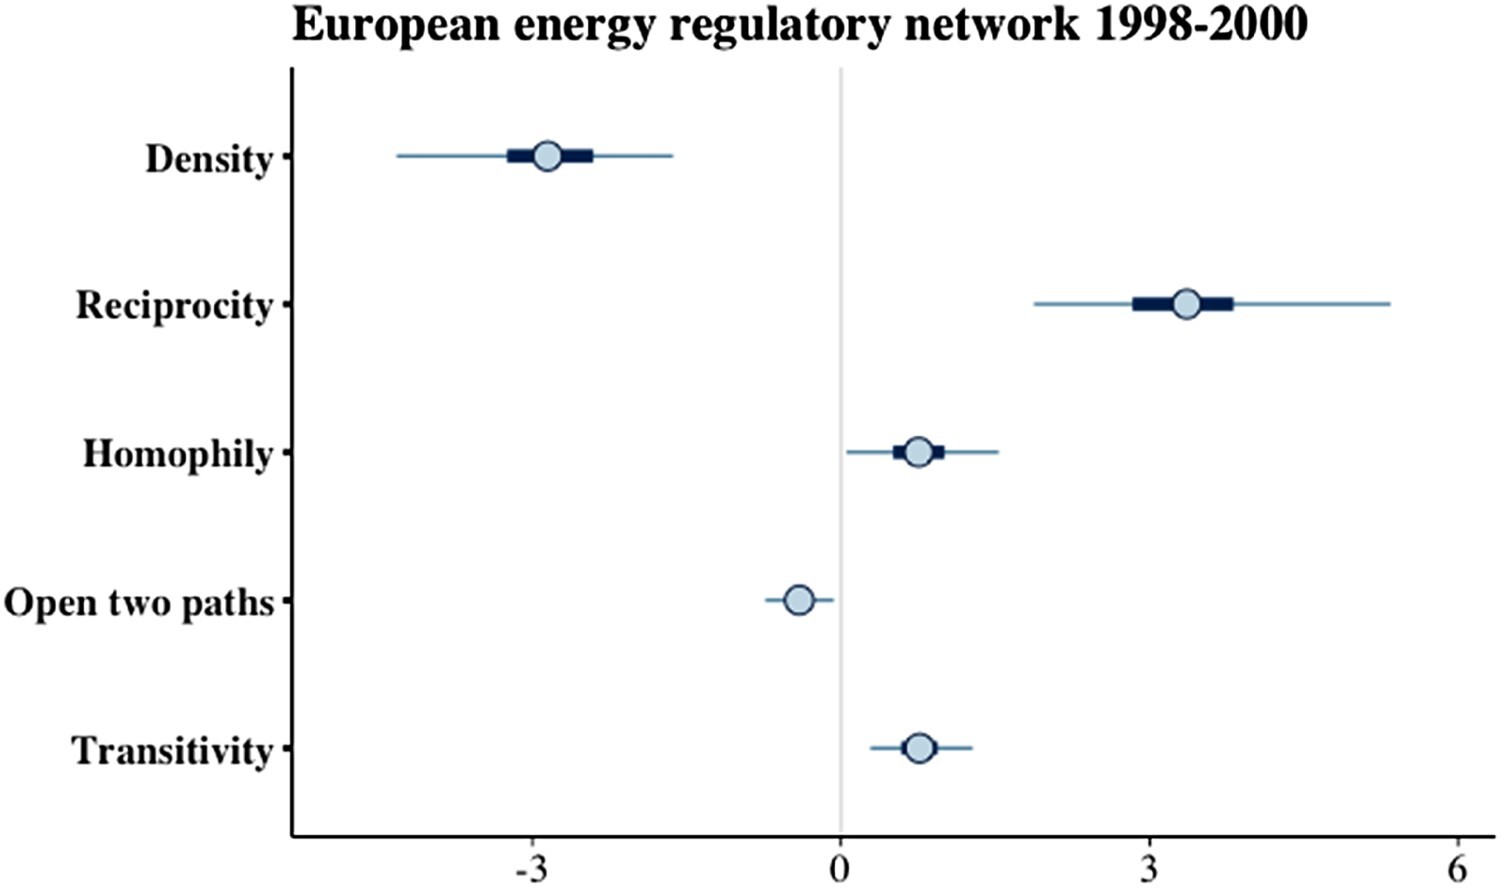 European energy regulatory network 1998-2000
Density
Reciprocity
Homophily
Open two paths
Transitivity
-3 0 3 6